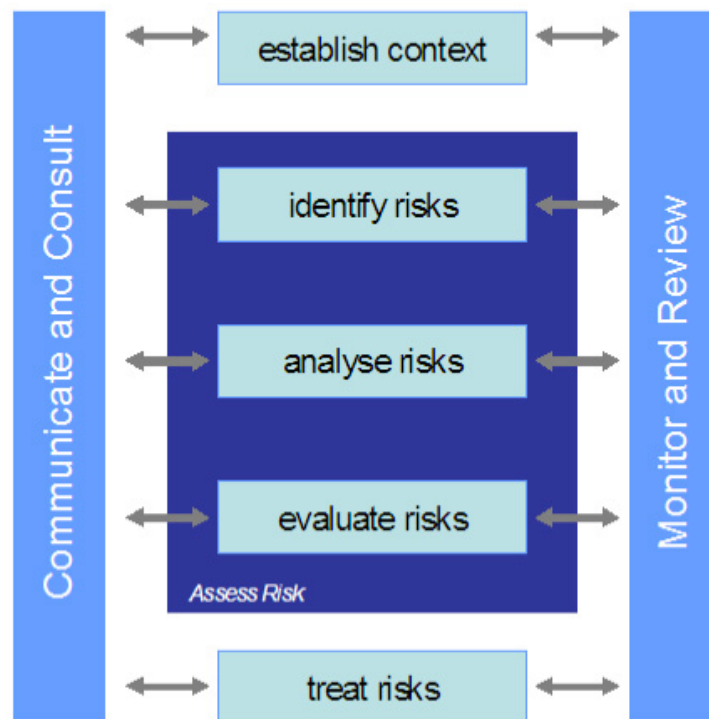 Communicate and Consult
establish context
identify risks
analyse risks
evaluate risks
Assess Risk
treat risks
Monitor and Review